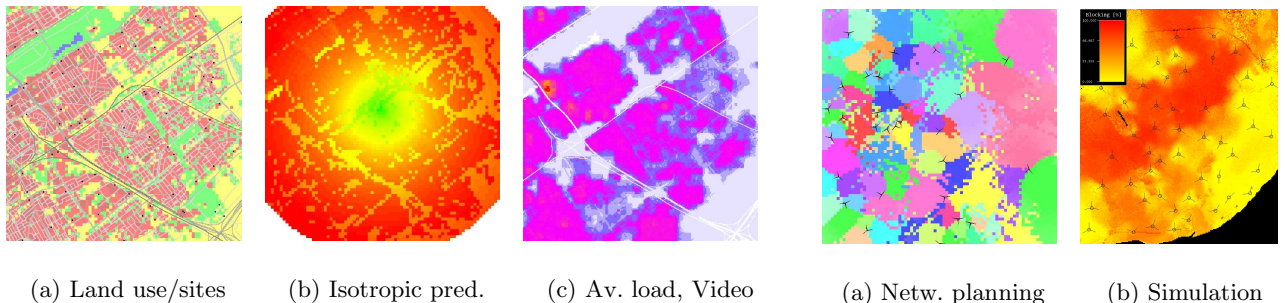 Blocking [%]
(a) Land use/sites
(b) Isotropic pred.
(c) Av. load, Video
(a) Netw. planning
(b) Simulation